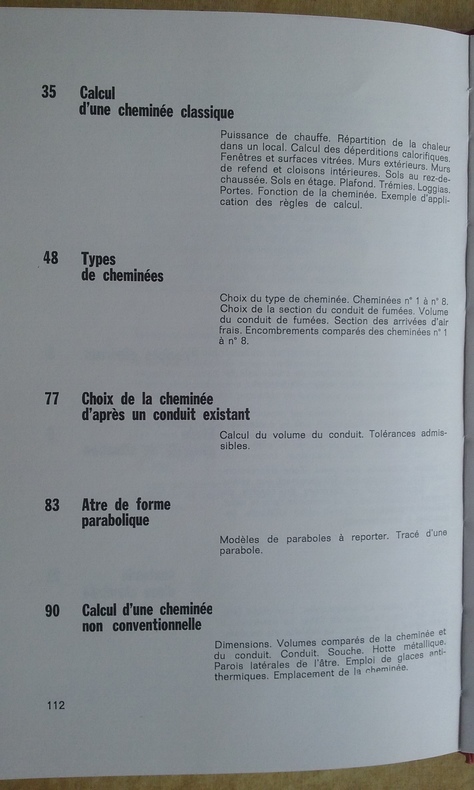 35 Calcul
d'une cheminée classique
Puissance de chauffe. Répartition de la chaleur
dans un local. Calcul des déperditions calorifiques.
Fenêtres et surfaces vitrées. Murs extérieurs. Murs
de refend et cloisons intérieures. Sols au rez-de-
chaussée. Sols en étage. Plafond. Trémies. Loggias.
Portes. Fonction de la cheminée. Exemple d'appli-
cation des règles de calcul.
48 Types
de cheminées
Choix du type de cheminée. Cheminées n° 1 à n° 8.
Choix de la section du conduit de fumées. Volume
du conduit de fumées. Section des arrivées d'air
frais. Encombrements comparés des cheminées n° 1
à n° 8.
77 Choix de la cheminée
d'après un conduit existant
Calcul du volume du conduit. Tolérances admis-
sibles.
83 Atre de forme
parabolique
Modèles de paraboles à reporter. Tracé d'une
parabole.
90 Calcul d'une cheminée
non conventionnelle
Dimensions. Volumes comparés de la cheminée et
du conduit. Conduit. Souche. Hotte métallique.
Parois latérales de l'âtre. Emploi de glaces anti-
thermiques. Emplacement de la cheminée.
112